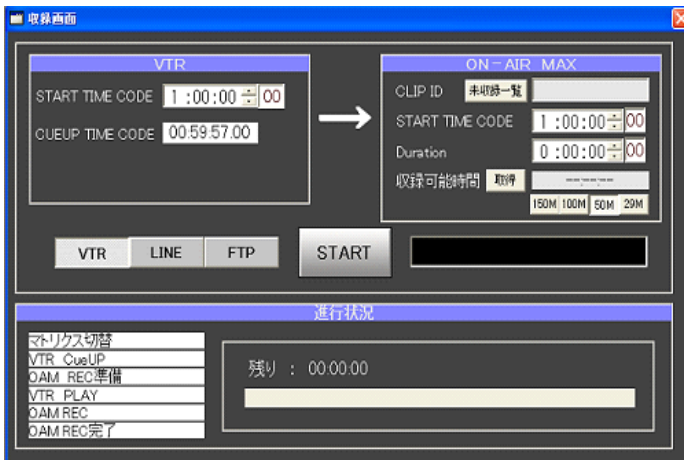 収録画面
VTR
START TIME CODE 1 :00:00 00
CUEUP TIME CODE 00:59:57.00
ON-AIR MAX
CLIP ID 未収録一覧
START TIME CODE 1 :00:00 00
Duration 0 :00:00 00
収録可能時間 取得 --:--:--
150M 100M 50M 29M
VTR LINE FTP START
進行状況
マトリクス切替
VTR CueUP
OAM REC準備
VTR PLAY
OAM REC
OAM REC完了
残り : 00:00:00